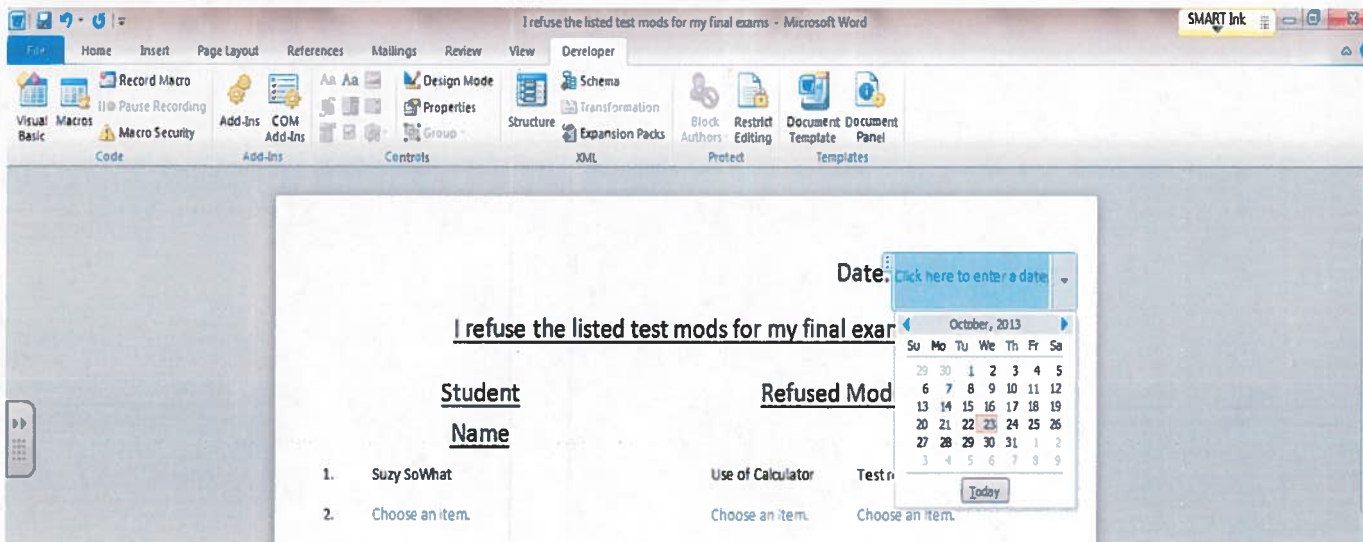 I refuse the listed test mods for my final exams - Microsoft Word
SMART Ink
File Home Insert Page Layout References Mailings Review View Developer
Visual Basic
Macros
Record Macro
Pause Recording
Macro Security
Code
Add-Ins
COM Add-Ins
Add-Ins
Aa Aa
Design Mode
Properties
Group
Controls
Structure
Schema
Transformation
Expansion Packs
XML
Block Authors
Restrict Editing
Protect
Document Template
Document Panel
Templates
Date:
Click here to enter a date.
I refuse the listed test mods for my final exar
October, 2013
Su Mo Tu We Th Fr Sa
29 30 1 2 3 4 5
6 7 8 9 10 11 12
13 14 15 16 17 18 19
20 21 22 23 24 25 26
27 28 29 30 31 1 2
3 4 5 6 7 8 9
Today
Student Refused Mod
Name
1. Suzy SoWhat Use of Calculator Test r
2. Choose an item. Choose an item. Choose an item.